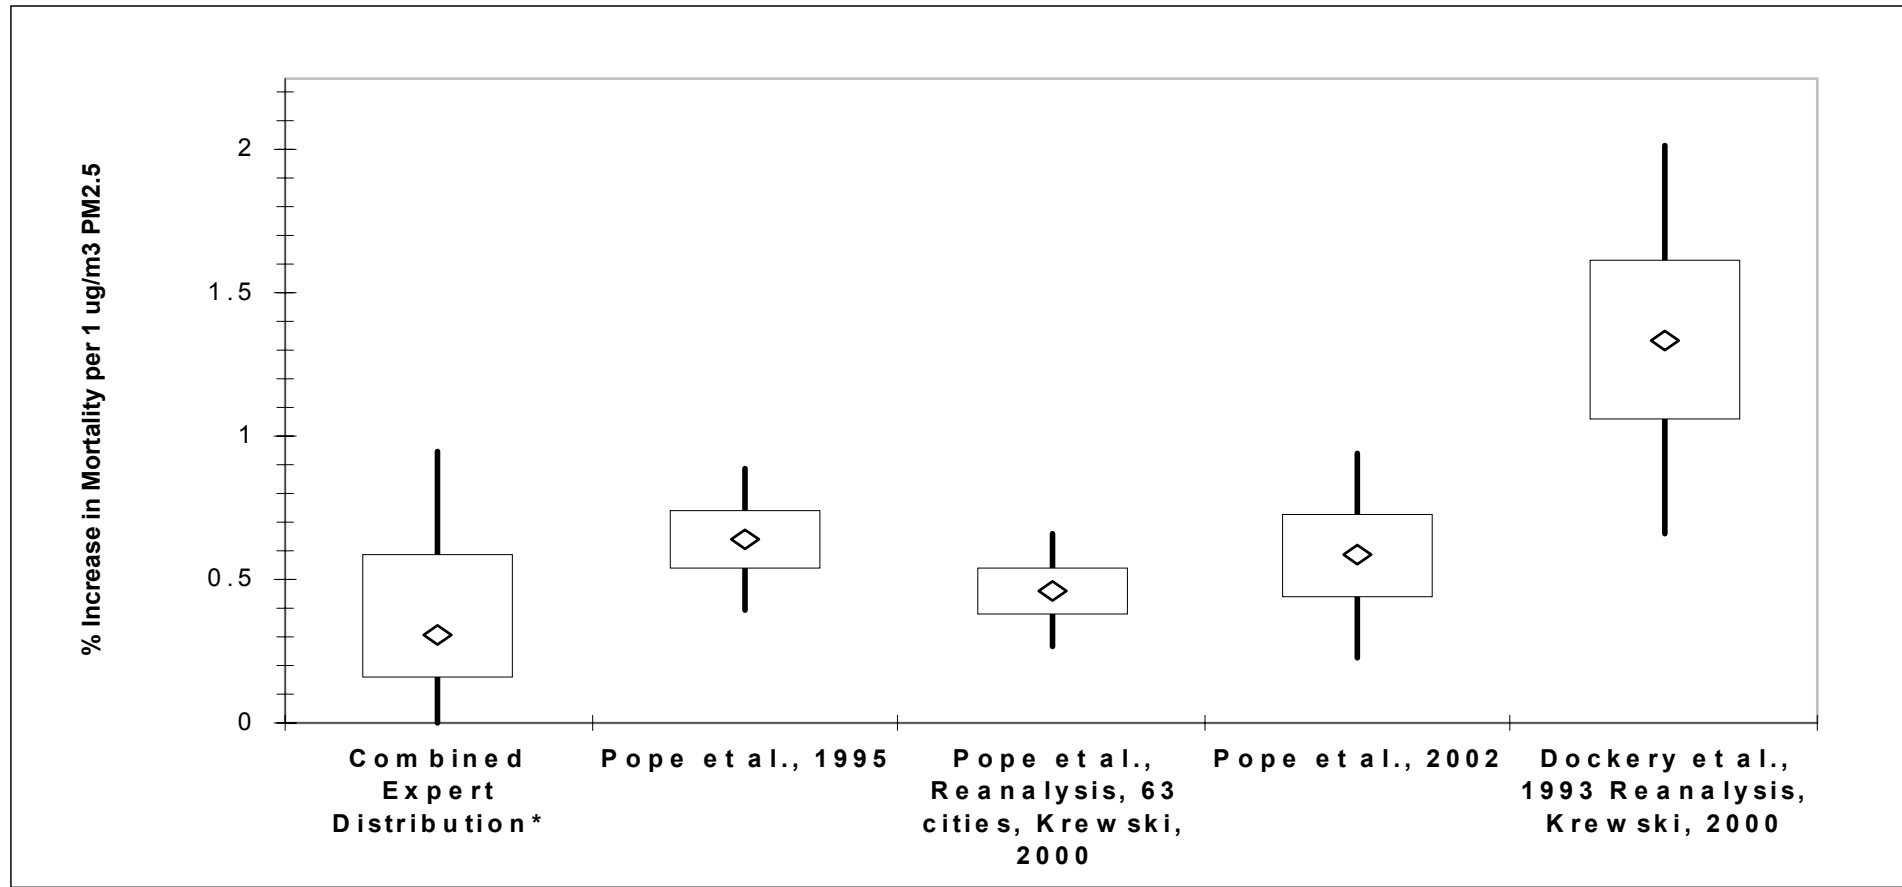 % Increase in Mortality per 1 ug/m3 PM2.5
2
1.5
1
0.5
0
Combined
Expert
Distribution*
Pope et al., 1995
Pope et al.,
Reanalysis, 63
cities, Krewski,
2000
Pope et al., 2002
Dockery et al.,
1993 Reanalysis,
Krewski, 2000